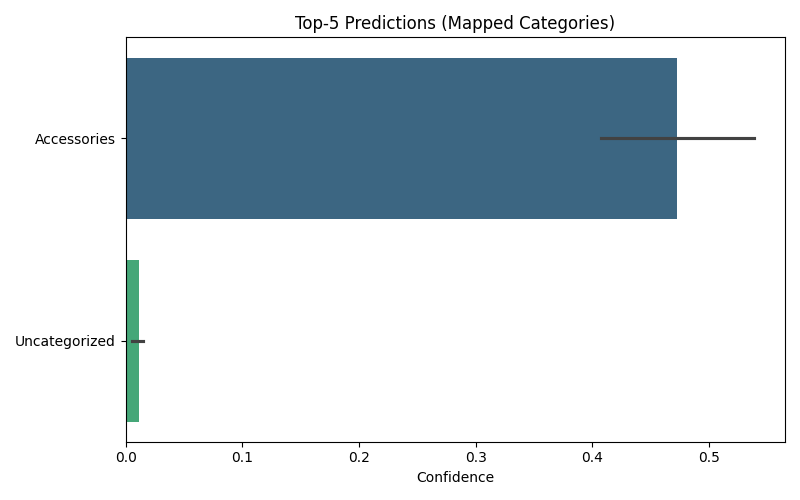 Top-5 Predictions (Mapped Categories)
Accessories
Uncategorized
0.0 0.1 0.2 0.3 0.4 0.5
Confidence